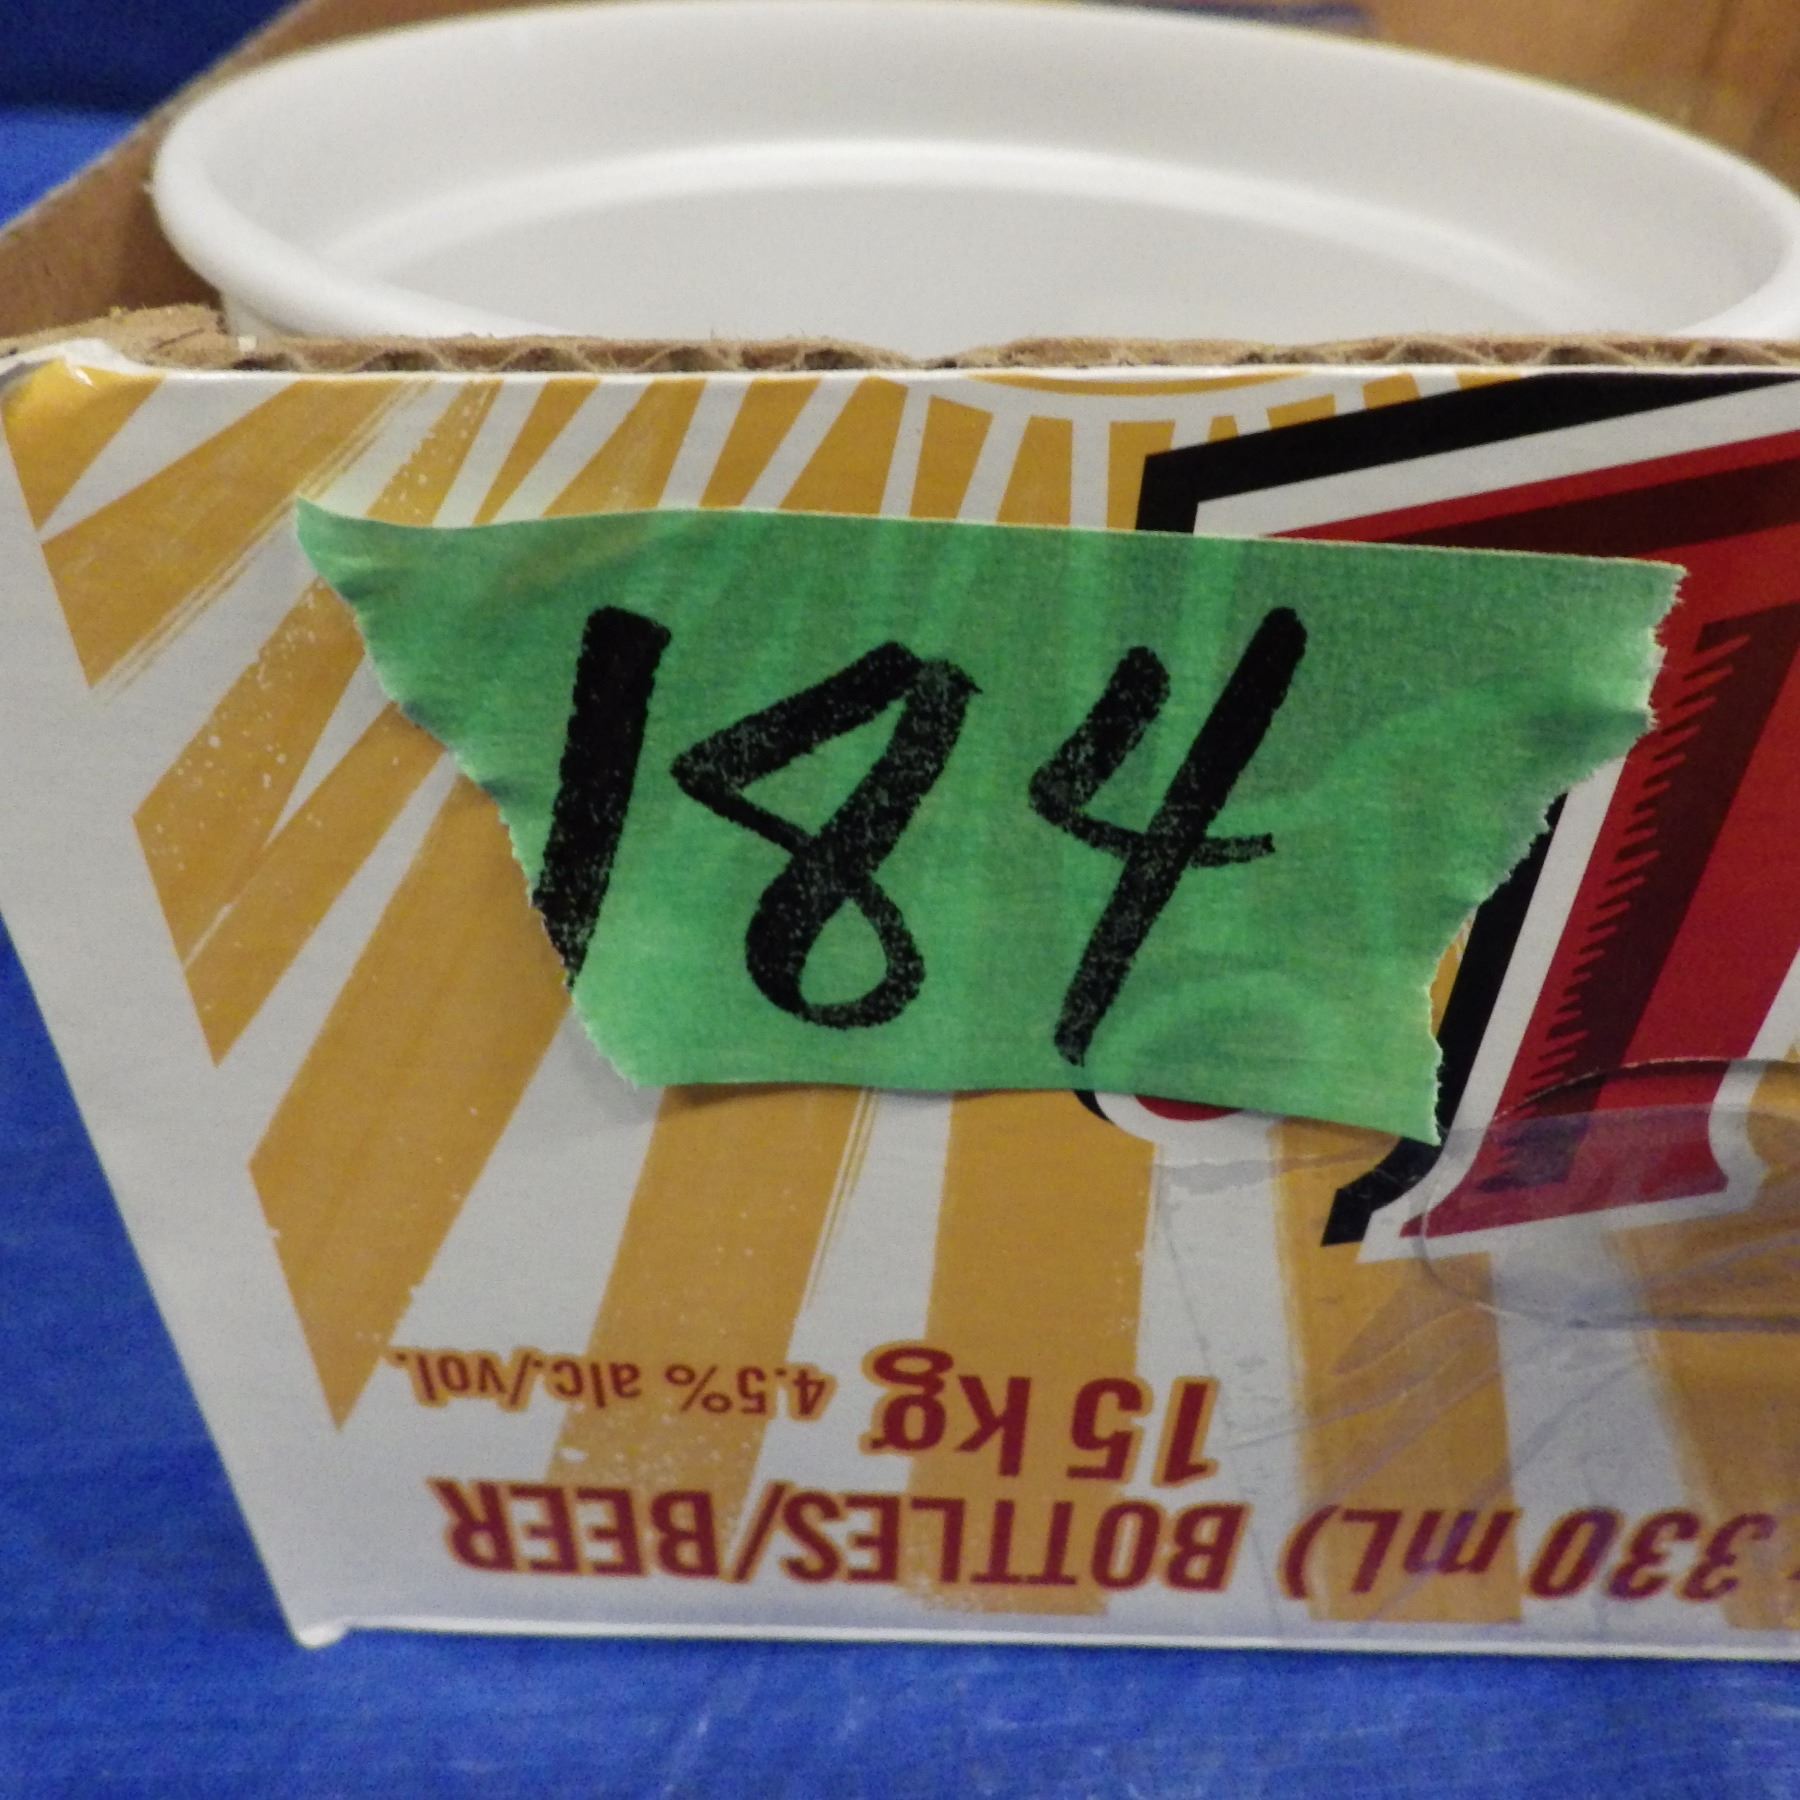 184
330 mL) BOTTLES/BEER
15 kg 4.5% alc./vol.